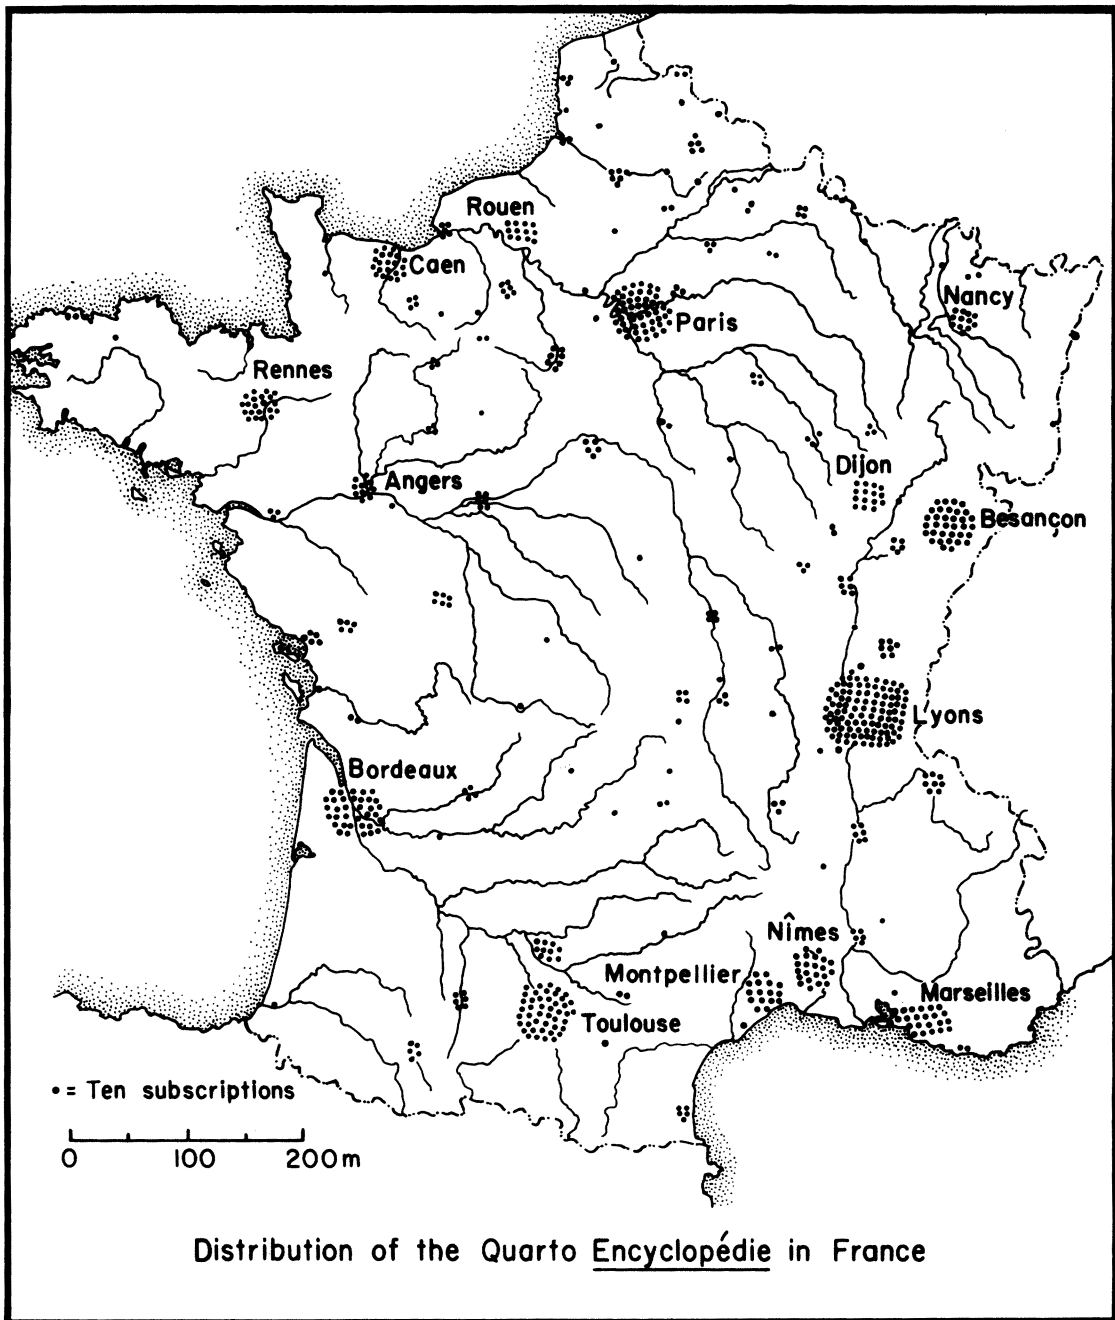 Rouen
Caen
Nancy
Paris
Rennes
Dijon
Angers
Besançon
Lyons
Bordeaux
Nîmes
Montpellier
Marseilles
Toulouse
• = Ten subscriptions
0 100 200 m
Distribution of the Quarto Encyclopédie in France